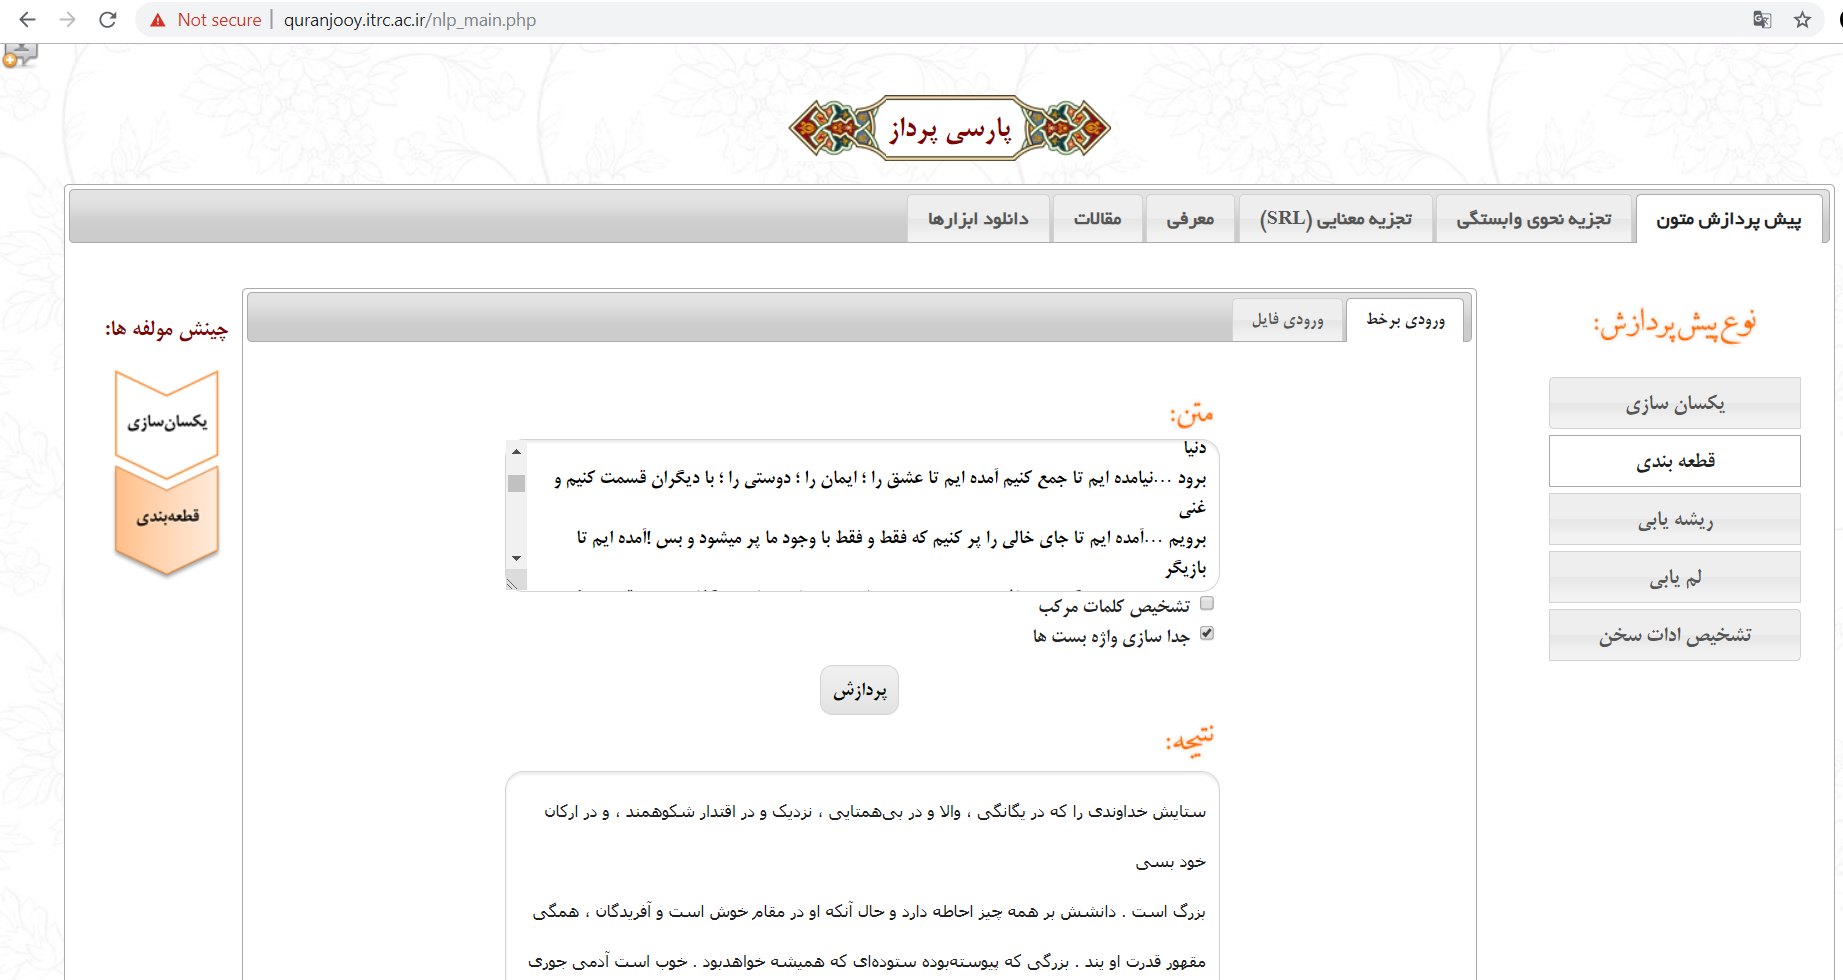 Not secure | quranjooy.itrc.ac.ir/nlp_main.php
پارسی پرداز
پیش پردازش متون
تجزیه نحوی وابستگی
تجزیه معنایی (SRL)
معرفی
مقالات
دانلود ابزارها
نوع پیش‌پردازش:
یکسان سازی
قطعه بندی
ریشه یابی
لم یابی
تشخیص ادات سخن
ورودی برخط
ورودی فایل
چینش مولفه ها:
یکسان‌سازی
قطعه‌بندی
متن:
دنیا
برود ...نیامده ایم تا جمع کنیم آمده ایم تا عشق را ؛ ایمان را ؛ دوستی را ؛ با دیگران قسمت کنیم و
غنی
برویم ...آمده ایم تا جای خالی را پر کنیم که فقط و فقط با وجود ما پر میشود و بس !آمده ایم تا
بازیگر
تشخیص کلمات مرکب
جدا سازی واژه بست ها
پردازش
نتیجه:
ستایش خداوندی را که در یگانگی ، والا و در بی‌همتایی ، نزدیک و در اقتدار شکوهمند ، و در ارکان
خود بسی
بزرگ است . دانشش بر همه چیز احاطه دارد و حال آنکه او در مقام خوش است و آفریدگان ، همگی
مقهور قدرت او یند . بزرگی که پیوسته‌بوده ستوده‌ای که همیشه خواهدبود . خوب است آدمی جوری